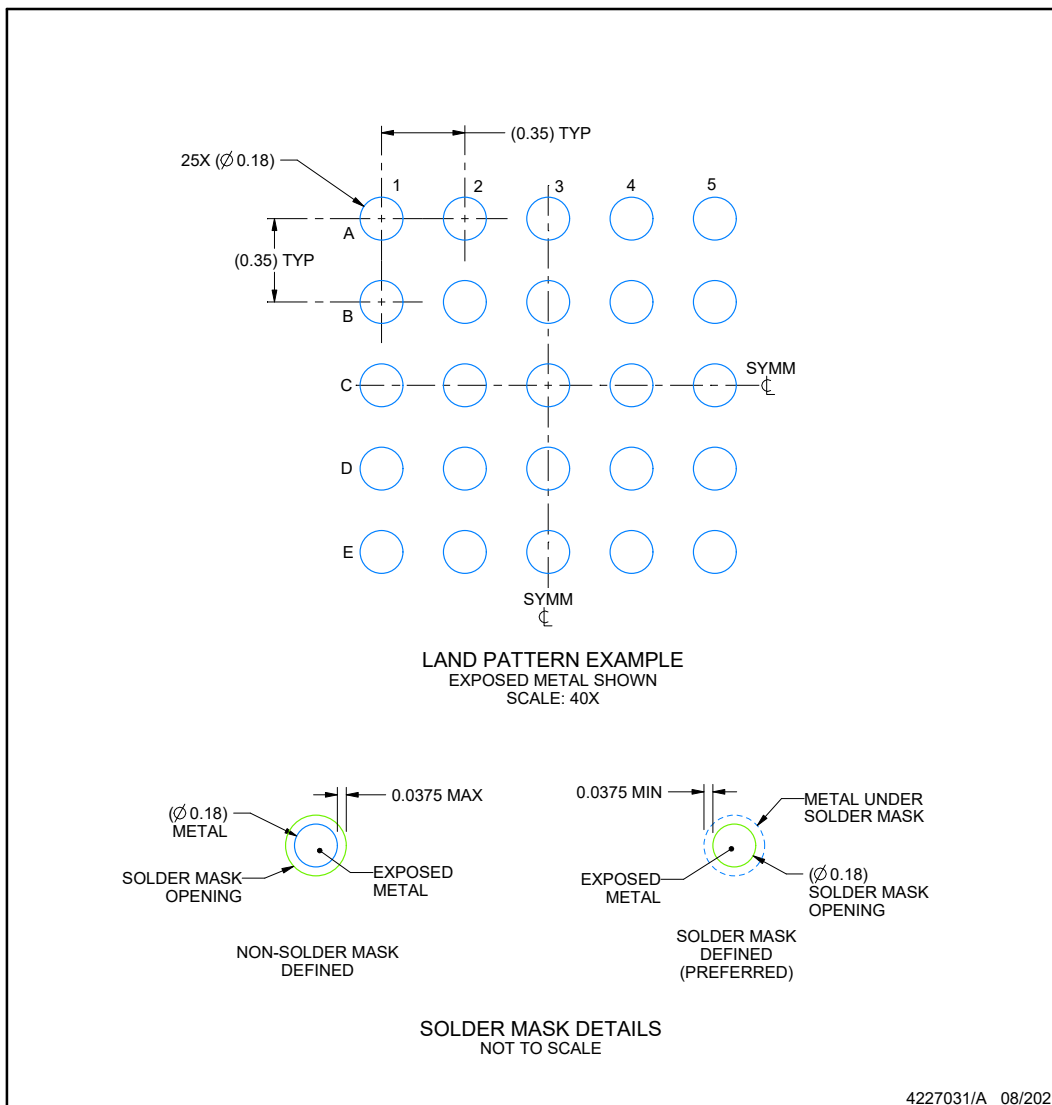 (0.35) TYP
25X (∅ 0.18)
1 2 3 4 5
A
(0.35) TYP
B
SYMM
℄
C
D
E
SYMM
℄
LAND PATTERN EXAMPLE
EXPOSED METAL SHOWN
SCALE: 40X
(∅ 0.18)
METAL
0.0375 MAX
SOLDER MASK
OPENING
EXPOSED
METAL
NON-SOLDER MASK
DEFINED
0.0375 MIN
METAL UNDER
SOLDER MASK
EXPOSED
METAL
(∅ 0.18)
SOLDER MASK
OPENING
SOLDER MASK
DEFINED
(PREFERRED)
SOLDER MASK DETAILS
NOT TO SCALE
4227031/A 08/202